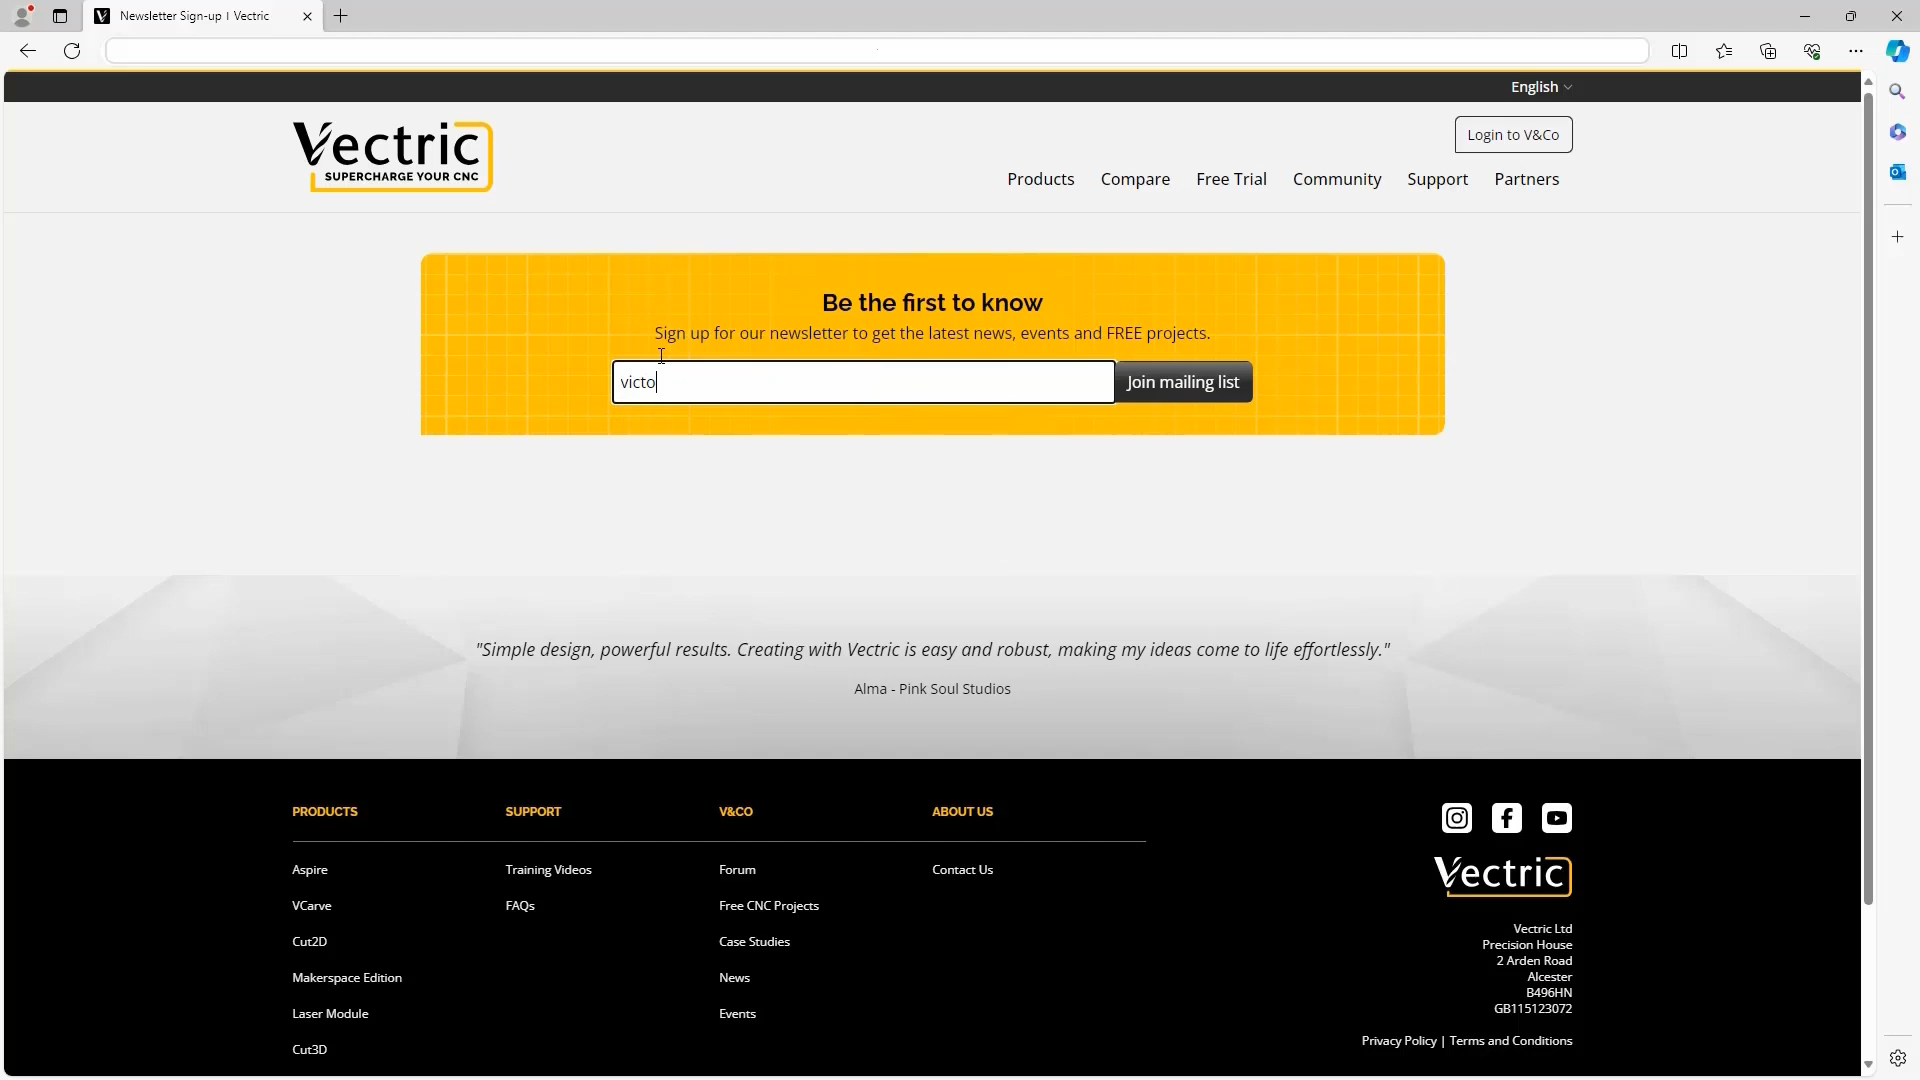 Newsletter Sign-up | Vectric
English
Vectric
SUPERCHARGE YOUR CNC
Login to V&Co
Products Compare Free Trial Community Support Partners
Be the first to know
Sign up for our newsletter to get the latest news, events and FREE projects.
victo
Join mailing list
"Simple design, powerful results. Creating with Vectric is easy and robust, making my ideas come to life effortlessly."
Alma - Pink Soul Studios
PRODUCTS
Aspire
VCarve
Cut2D
Makerspace Edition
Laser Module
Cut3D
SUPPORT
Training Videos
FAQs
V&CO
Forum
Free CNC Projects
Case Studies
News
Events
ABOUT US
Contact Us
Vectric
Vectric Ltd
Precision House
2 Arden Road
Alcester
B496HN
GB115123072
Privacy Policy | Terms and Conditions